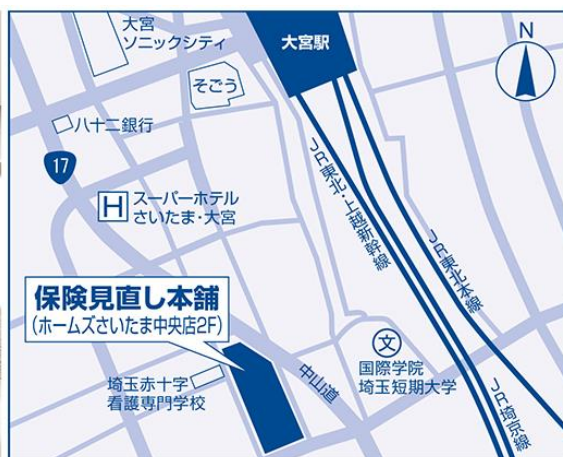 大宮
ソニックシティ
大宮駅
N
そごう
八十二銀行
17
H スーパーホテル
さいたま・大宮
JR東北・上越新幹線
JR東北本線
保険見直し本舗
(ホームズさいたま中央店2F)
文
国際学院
埼玉短期大学
中山道
埼玉赤十字
看護専門学校
JR埼京線